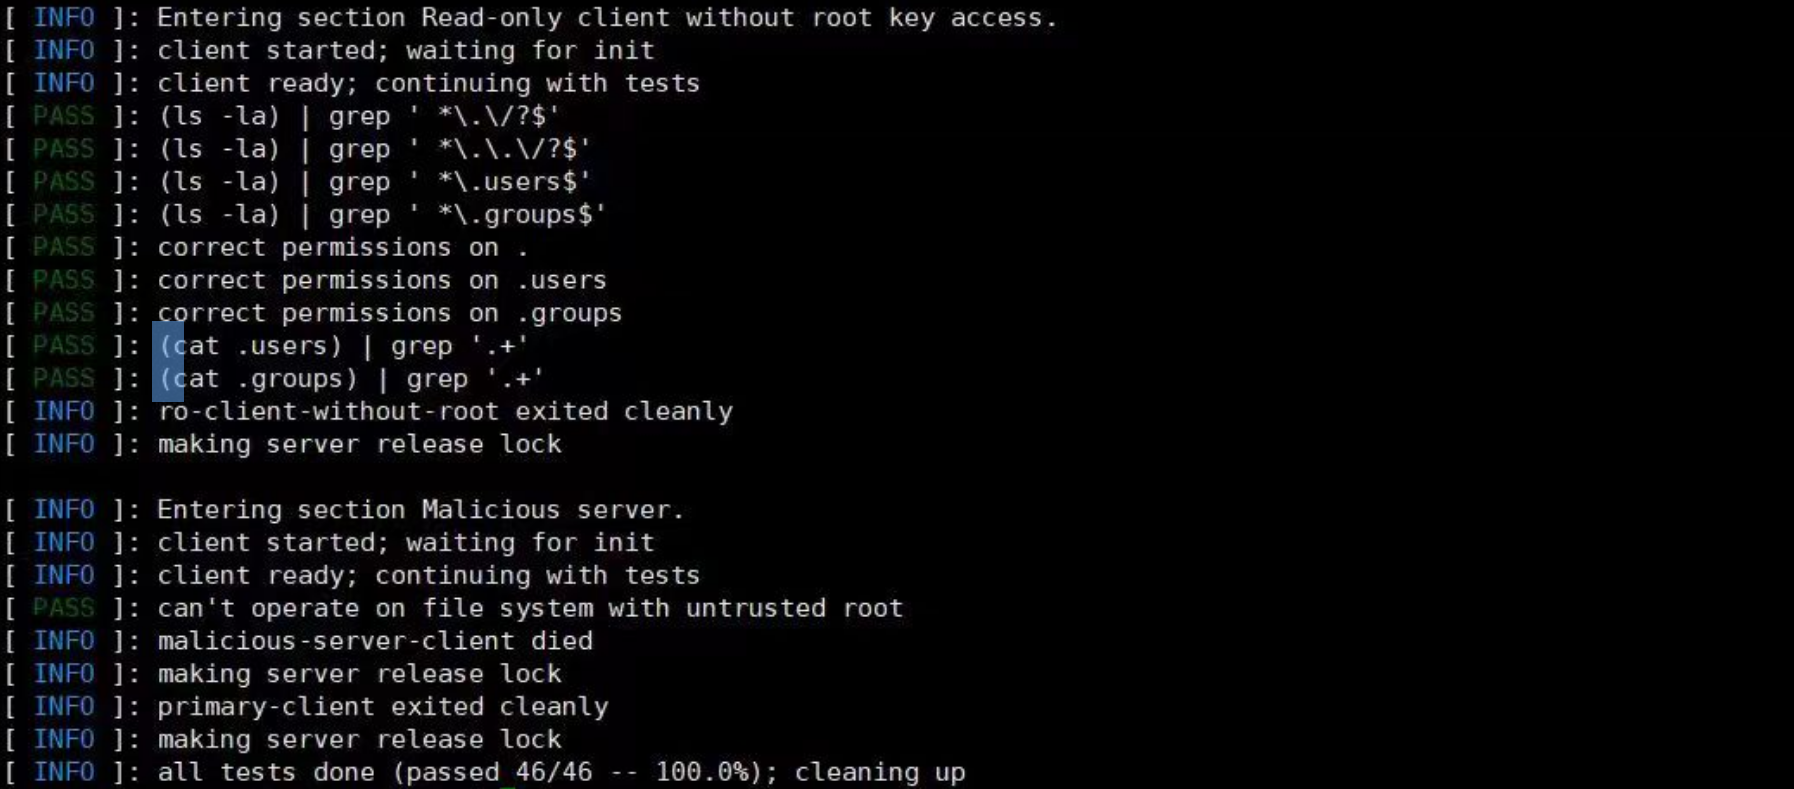 [ INFO ]: Entering section Read-only client without root key access.
[ INFO ]: client started; waiting for init
[ INFO ]: client ready; continuing with tests
[ PASS ]: (ls -la) | grep ' *\.\/?$'
[ PASS ]: (ls -la) | grep ' *\.\.\/?$'
[ PASS ]: (ls -la) | grep ' *\.users$'
[ PASS ]: (ls -la) | grep ' *\.groups$'
[ PASS ]: correct permissions on .
[ PASS ]: correct permissions on .users
[ PASS ]: correct permissions on .groups
[ PASS ]: (cat .users) | grep '.+'
[ PASS ]: (cat .groups) | grep '.+'
[ INFO ]: ro-client-without-root exited cleanly
[ INFO ]: making server release lock
[ INFO ]: Entering section Malicious server.
[ INFO ]: client started; waiting for init
[ INFO ]: client ready; continuing with tests
[ PASS ]: can't operate on file system with untrusted root
[ INFO ]: malicious-server-client died
[ INFO ]: making server release lock
[ INFO ]: primary-client exited cleanly
[ INFO ]: making server release lock
[ INFO ]: all tests done (passed 46/46 -- 100.0%); cleaning up